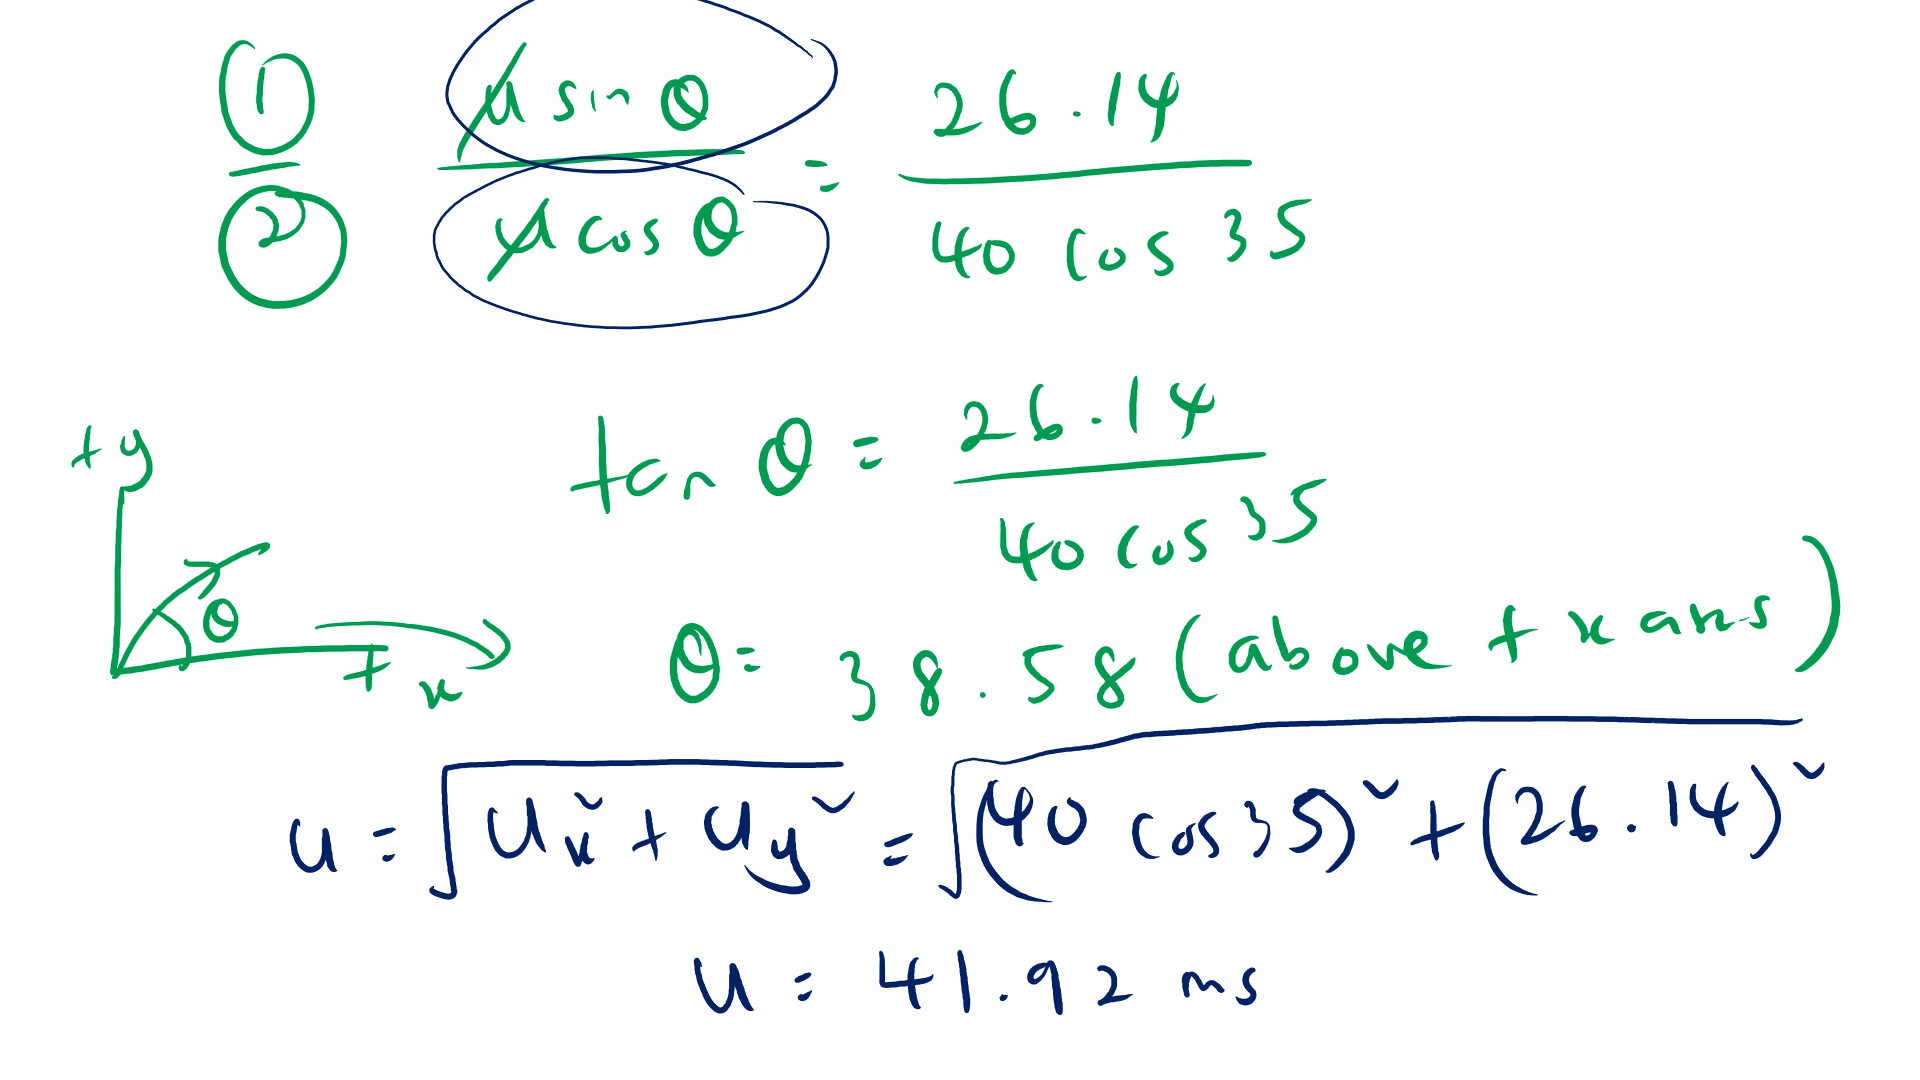 ① u sin θ = 26.14
② u cos θ 40 cos 35
tan θ = 26.14
40 cos 35
+y
θ
+x
θ = 38.58 (above + x axis)
u = √(uₓ² + u_y²) = √((40 cos 35)² + (26.14)²)
u = 41.92 ms